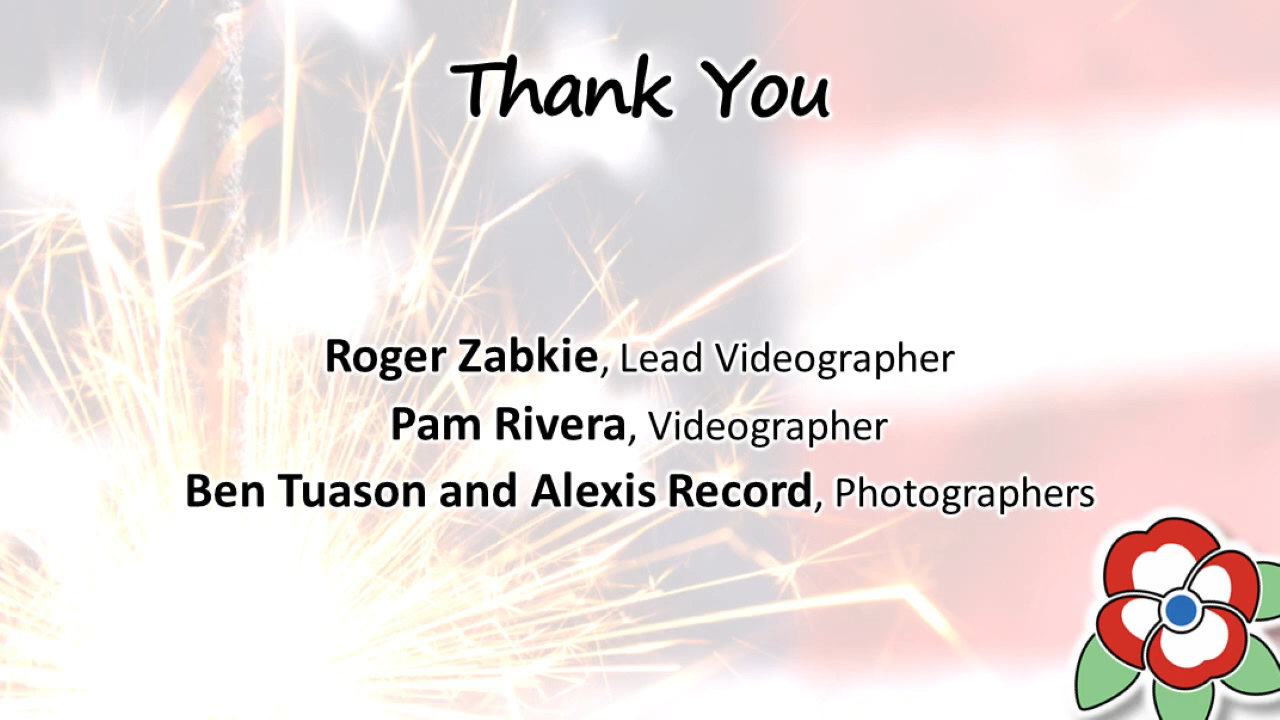 Thank You
Roger Zabkie, Lead Videographer
Pam Rivera, Videographer
Ben Tuason and Alexis Record, Photographers